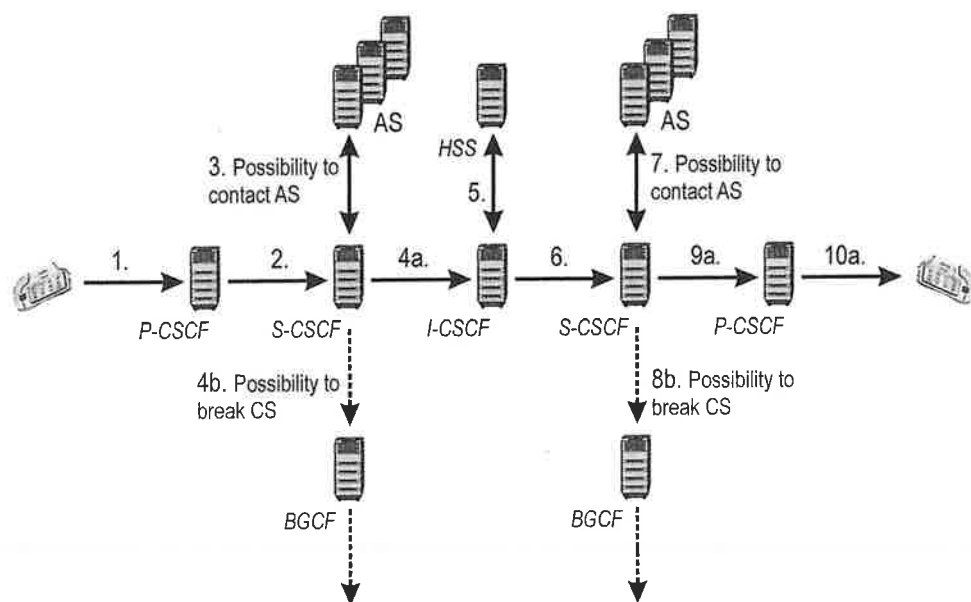 AS
AS
HSS
3. Possibility to
contact AS
5.
7. Possibility to
contact AS
1.
2.
4a.
6.
9a.
10a.
P-CSCF
S-CSCF
I-CSCF
S-CSCF
P-CSCF
4b. Possibility to
break CS
8b. Possibility to
break CS
BGCF
BGCF